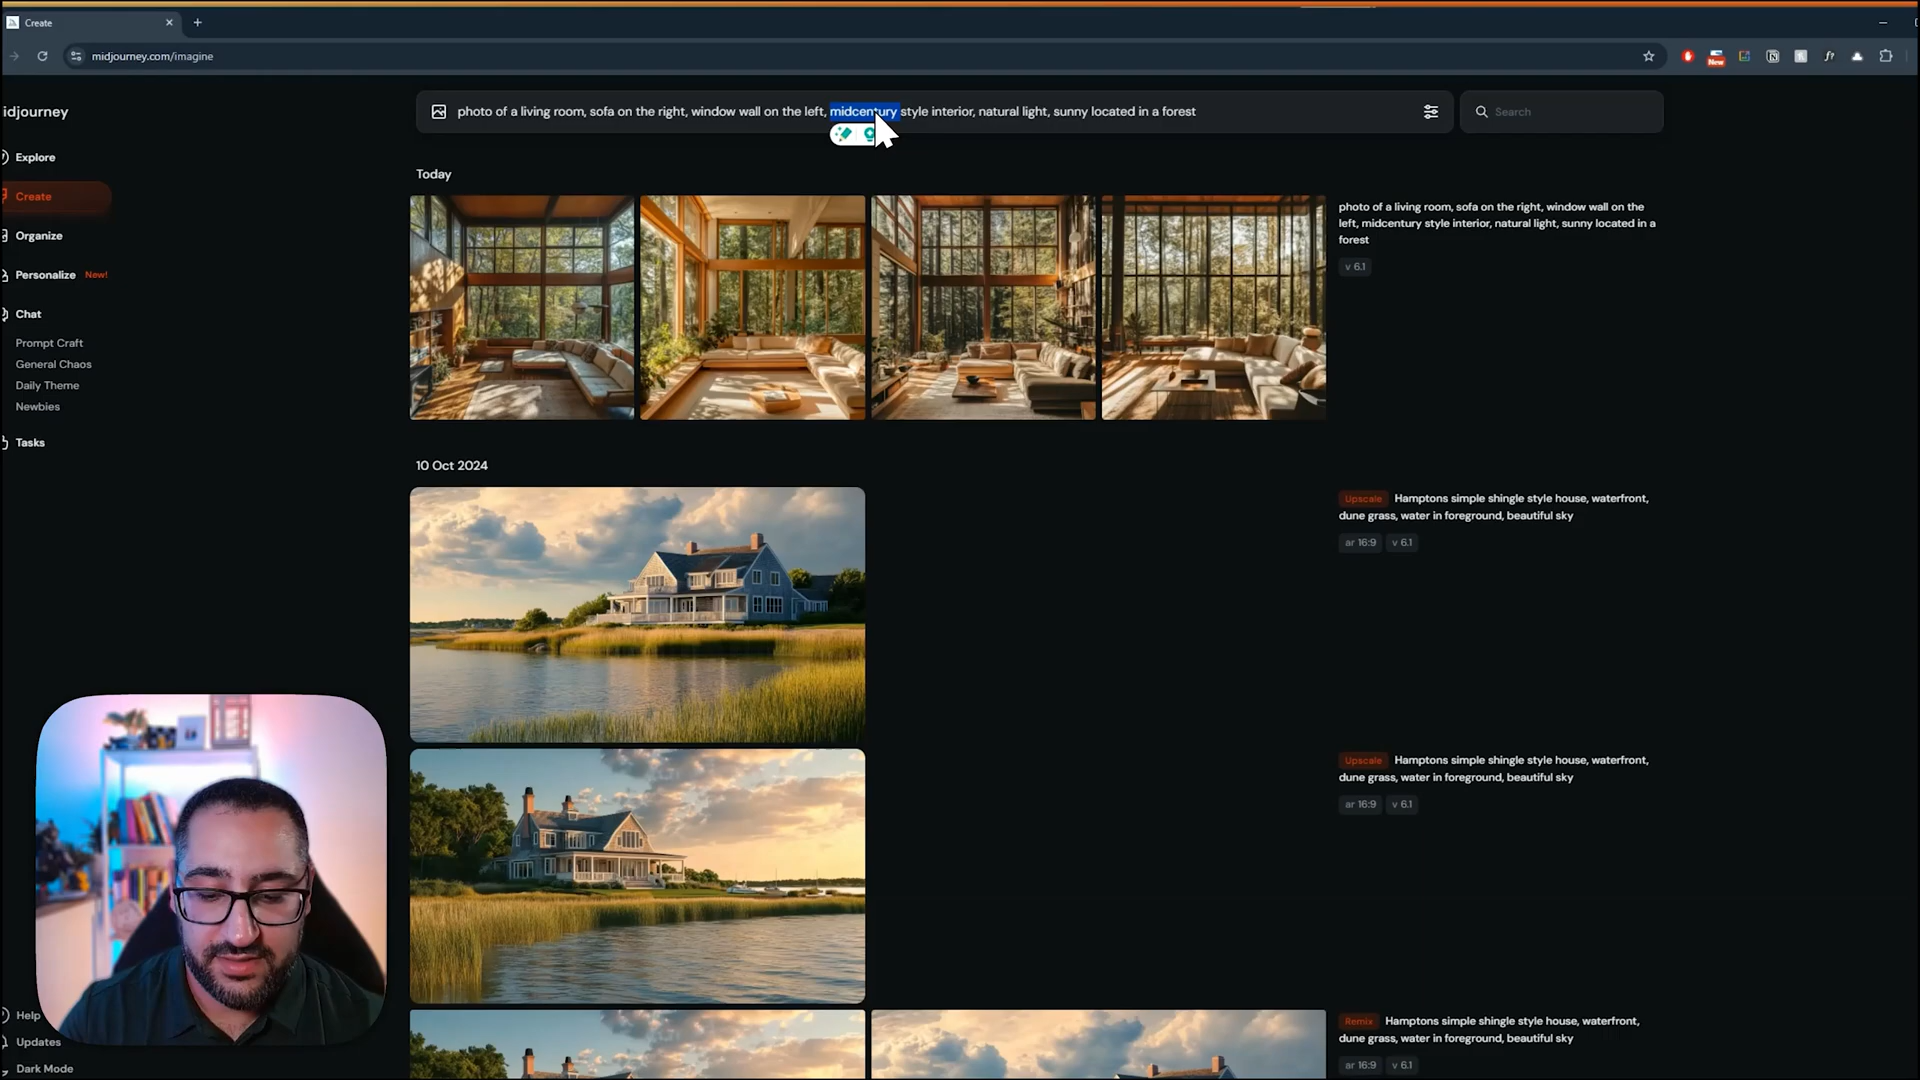 Create
midjourney.com/imagine
New
f?
idjourney
photo of a living room, sofa on the right, window wall on the left, midcentury style interior, natural light, sunny located in a forest
Search
Explore
Create
Organize
Personalize New!
Chat
Prompt Craft
General Chaos
Daily Theme
Newbies
Tasks
Today
photo of a living room, sofa on the right, window wall on the
left, midcentury style interior, natural light, sunny located in a
forest
v 6.1
10 Oct 2024
Upscale Hamptons simple shingle style house, waterfront,
dune grass, water in foreground, beautiful sky
ar 16:9 v 6.1
Upscale Hamptons simple shingle style house, waterfront,
dune grass, water in foreground, beautiful sky
ar 16:9 v 6.1
Remix Hamptons simple shingle style house, waterfront,
dune grass, water in foreground, beautiful sky
ar 16:9 v 6.1
Help
Updates
Dark Mode